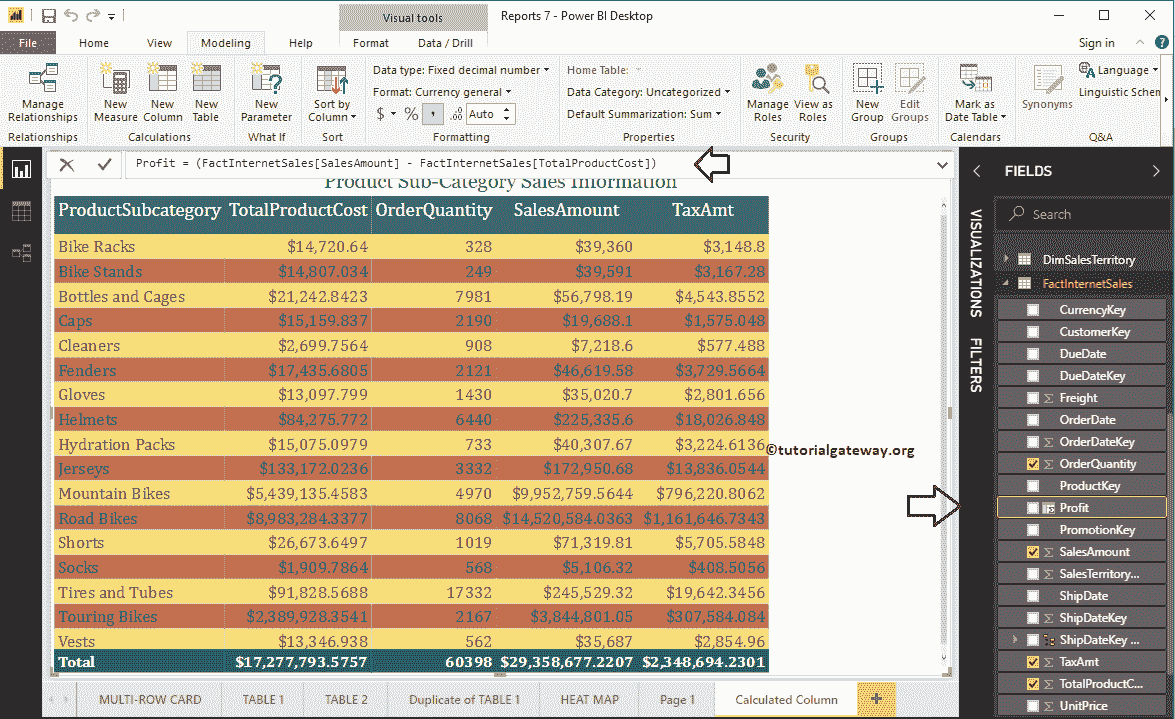 Visual tools
Reports 7 - Power BI Desktop
File Home View Modeling Help Format Data / Drill Sign in ?
Manage Relationships
New Measure
New Column
New Table
New Parameter
Sort by Column
Data type: Fixed decimal number
Format: Currency general
$ % , .00 Auto
Home Table:
Data Category: Uncategorized
Default Summarization: Sum
Manage Roles
View as Roles
New Group
Edit Groups
Mark as Date Table
Synonyms
Language
Linguistic Schem
Relationships Calculations What If Sort Formatting Properties Security Groups Calendars Q&A
Profit = (FactInternetSales[SalesAmount] - FactInternetSales[TotalProductCost])
Product Sub-Category Sales Information
ProductSubcategory TotalProductCost OrderQuantity SalesAmount TaxAmt
Bike Racks $14,720.64 328 $39,360 $3,148.8
Bike Stands $14,807.034 249 $39,591 $3,167.28
Bottles and Cages $21,242.8423 7981 $56,798.19 $4,543.8552
Caps $15,159.837 2190 $19,688.1 $1,575.048
Cleaners $2,699.7564 908 $7,218.6 $577.488
Fenders $17,435.6805 2121 $46,619.58 $3,729.5664
Gloves $13,097.799 1430 $35,020.7 $2,801.656
Helmets $84,275.772 6440 $225,335.6 $18,026.848
Hydration Packs $15,075.0979 733 $40,307.67 $3,224.6136
Jerseys $133,172.0236 3332 $172,950.68 $13,836.0544
Mountain Bikes $5,439,135.4583 4970 $9,952,759.5644 $796,220.8062
Road Bikes $8,983,284.3377 8068 $14,520,584.0363 $1,161,646.7343
Shorts $26,673.6497 1019 $71,319.81 $5,705.5848
Socks $1,909.7864 568 $5,106.32 $408.5056
Tires and Tubes $91,828.5688 17332 $245,529.32 $19,642.3456
Touring Bikes $2,389,928.3541 2167 $3,844,801.05 $307,584.084
Vests $13,346.938 562 $35,687 $2,854.96
Total $17,277,793.5757 60398 $29,358,677.2207 $2,348,694.2301
©tutorialgateway.org
VISUALIZATIONS
FILTERS
FIELDS
Search
DimSalesTerritory
FactInternetSales
CurrencyKey
CustomerKey
DueDate
DueDateKey
Σ Freight
OrderDate
Σ OrderDateKey
Σ OrderQuantity
ProductKey
Profit
PromotionKey
Σ SalesAmount
Σ SalesTerritory...
ShipDate
Σ ShipDateKey
ShipDateKey ...
Σ TaxAmt
Σ TotalProductC...
Σ UnitPrice
MULTI-ROW CARD TABLE 1 TABLE 2 Duplicate of TABLE 1 HEAT MAP Page 1 Calculated Column +